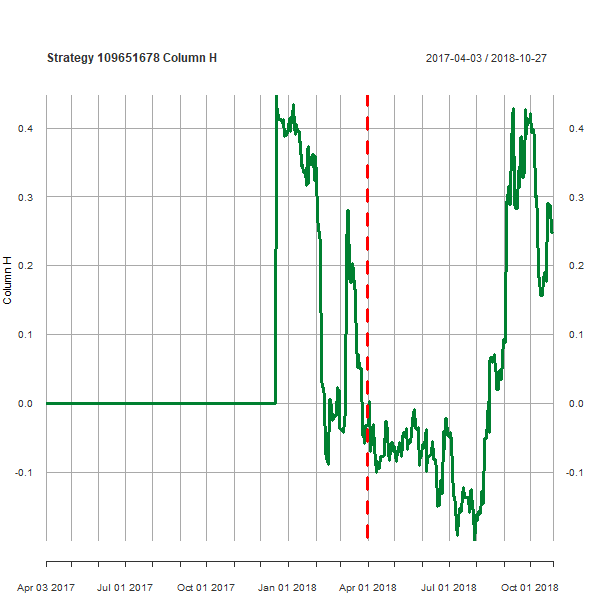 Strategy 109651678 Column H 2017-04-03 / 2018-10-27
0.4 0.4
0.3 0.3
0.2 0.2
Column H
0.1 0.1
0.0 0.0
-0.1 -0.1
Apr 03 2017 Jul 01 2017 Oct 01 2017 Jan 01 2018 Apr 01 2018 Jul 01 2018 Oct 01 2018